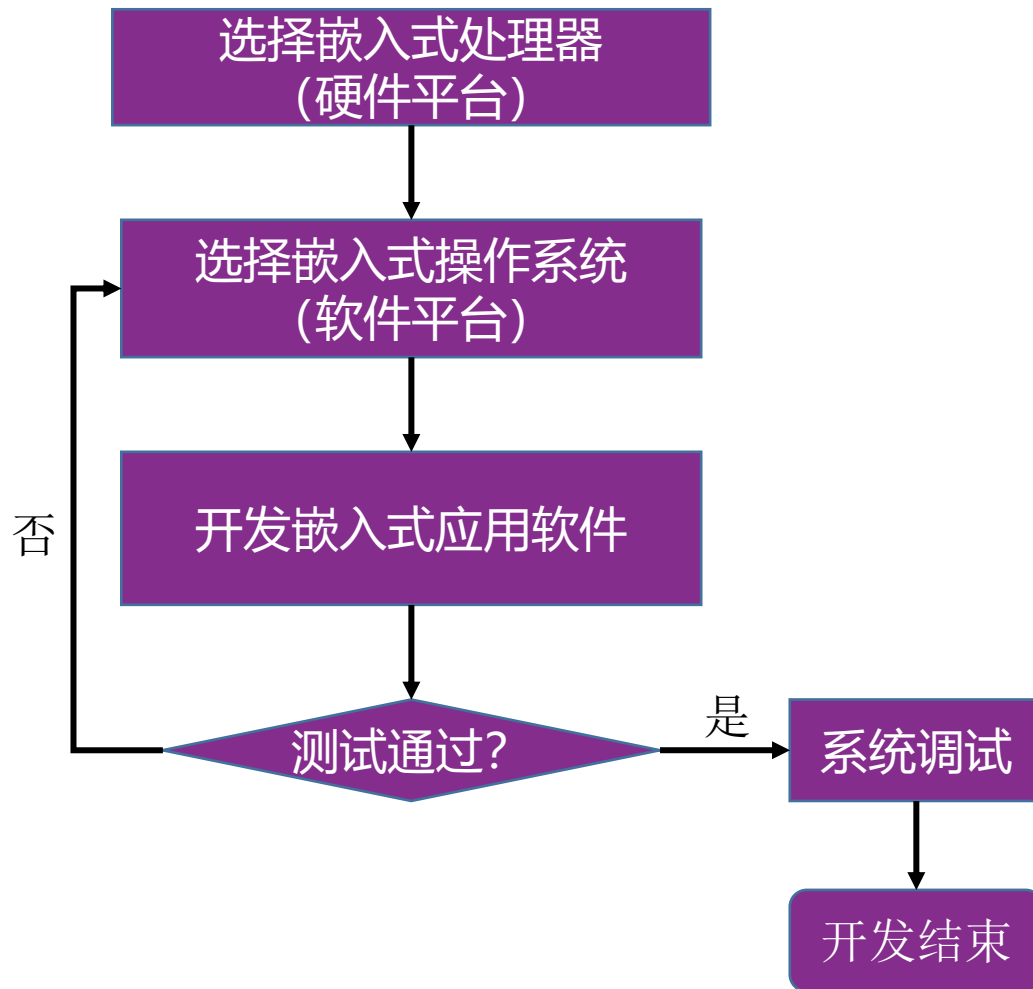 选择嵌入式处理器
（硬件平台）
选择嵌入式操作系统
（软件平台）
开发嵌入式应用软件
否
测试通过？
是
系统调试
开发结束